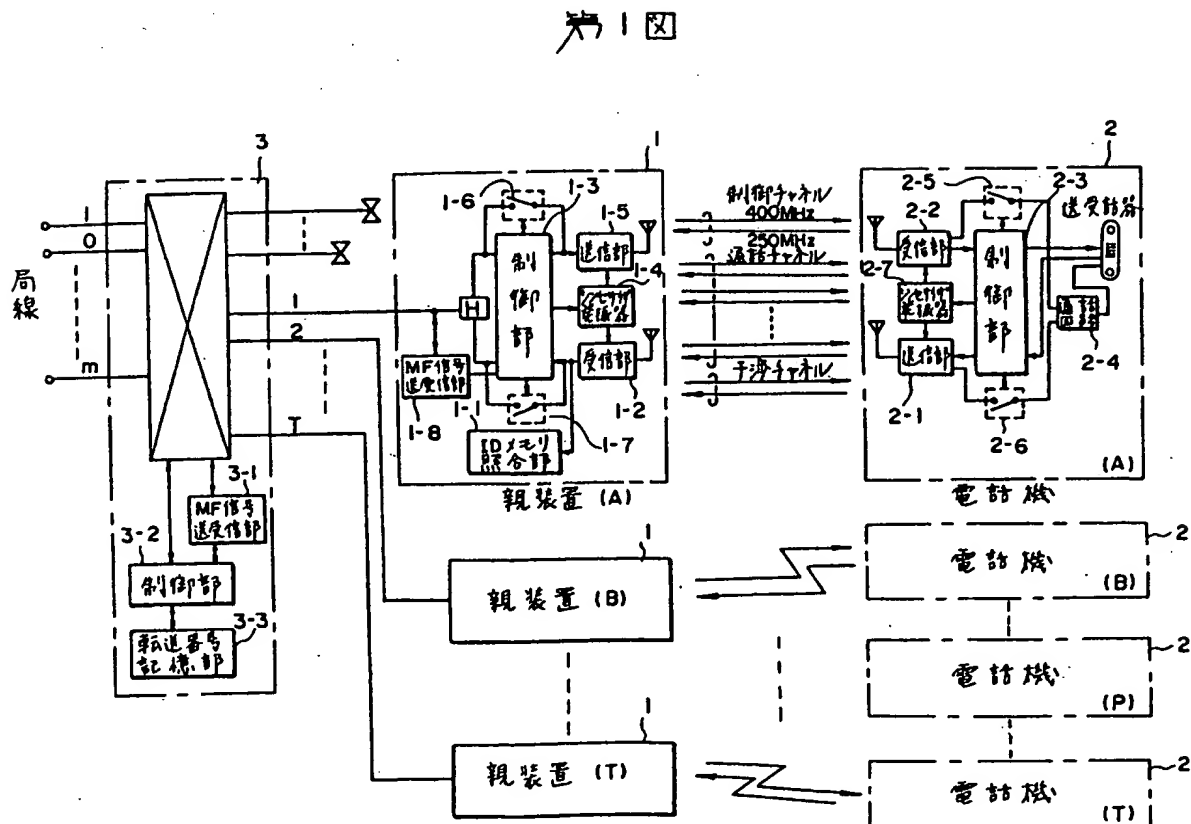 第1図
局線
1
0
m
3
1
2
T
3-1
MF信号
送受信部
3-2
制御部
3-3
転送番号
記憶部
1
1-6
1-3
1-5
送信部
1-4
シンセサイザ
発振器
H
制御部
受信部
1-2
MF信号
送受信部
1-8
1-1
1-7
IDメモリ
照合部
親装置(A)
制御チャネル
400MHz
250MHz
通話チャネル
干渉チャネル
2
2-5
2-3
送受話器
2-2
受信部
2-7
シンセサイザ
発振器
制御部
通話
回路
2-4
送信部
2-1
2-6
(A)
電話機
1
親装置(B)
2
電話機
(B)
2
電話機
(P)
1
親装置(T)
2
電話機
(T)